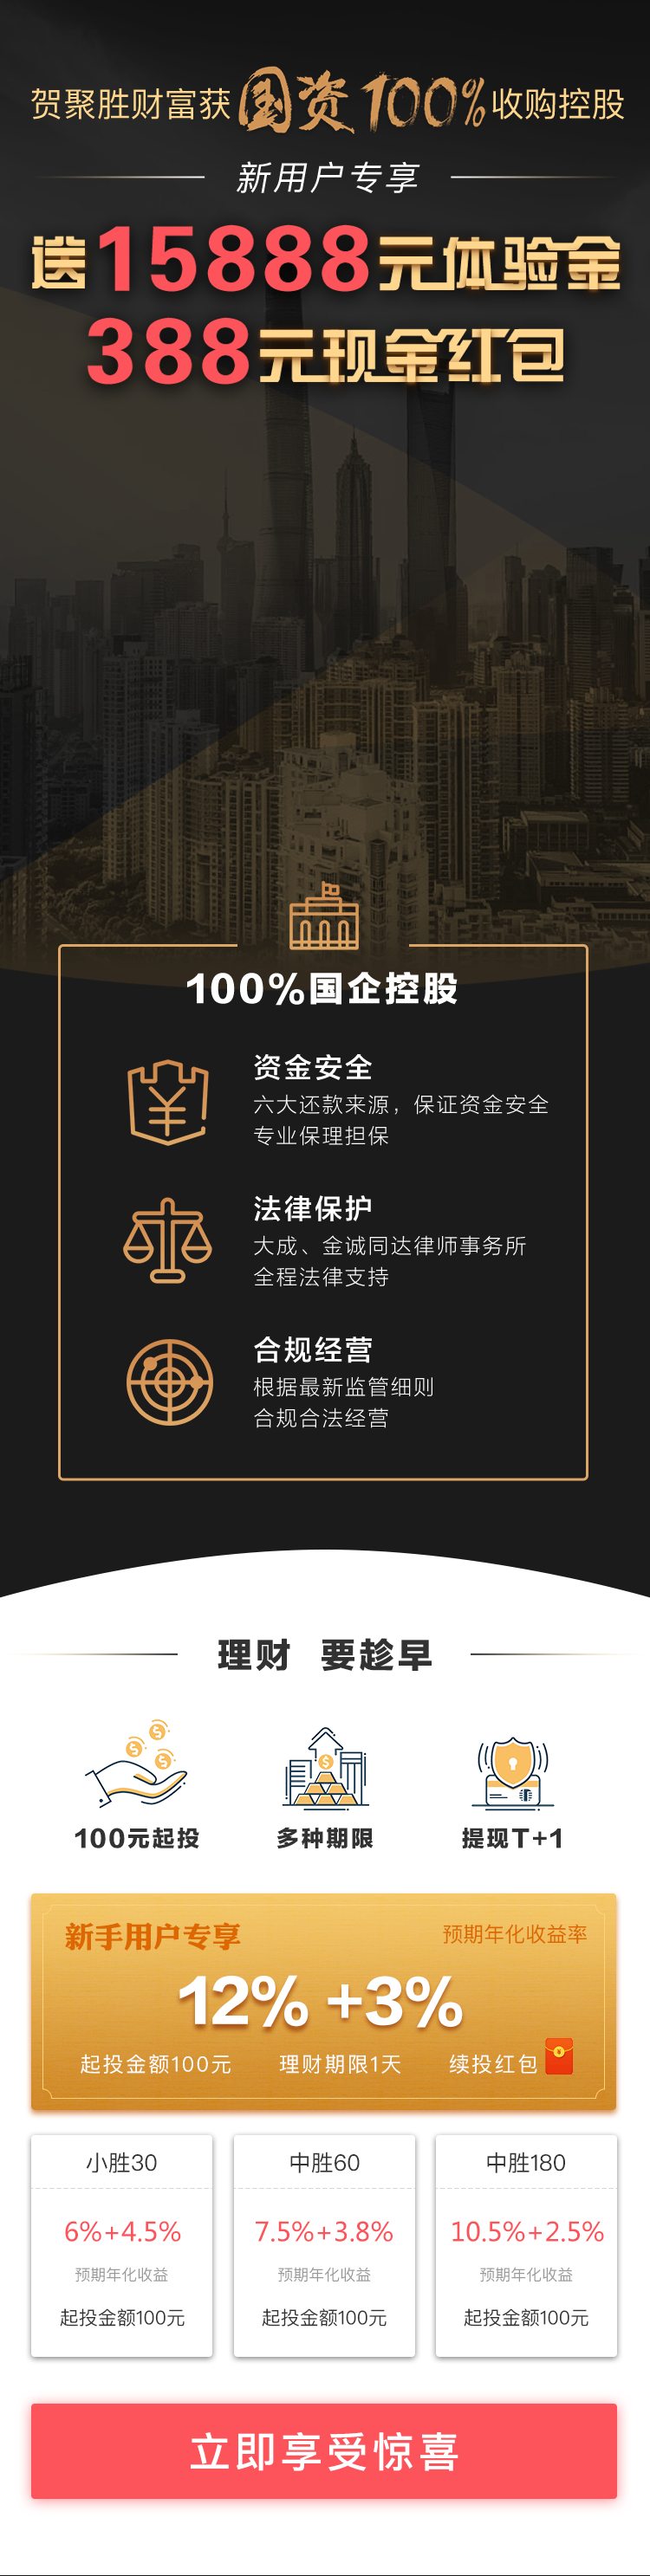 贺聚胜财富获国资100%收购控股
新用户专享
送15888元体验金
388元现金红包
100%国企控股
资金安全
六大还款来源，保证资金安全
专业保理担保
法律保护
大成、金诚同达律师事务所
全程法律支持
合规经营
根据最新监管细则
合规合法经营
理财 要趁早
100元起投 多种期限 提现T+1
新手用户专享 预期年化收益率
12% +3%
起投金额100元 理财期限1天 续投红包
小胜30 中胜60 中胜180
6%+4.5% 7.5%+3.8% 10.5%+2.5%
预期年化收益 预期年化收益 预期年化收益
起投金额100元 起投金额100元 起投金额100元
立即享受惊喜